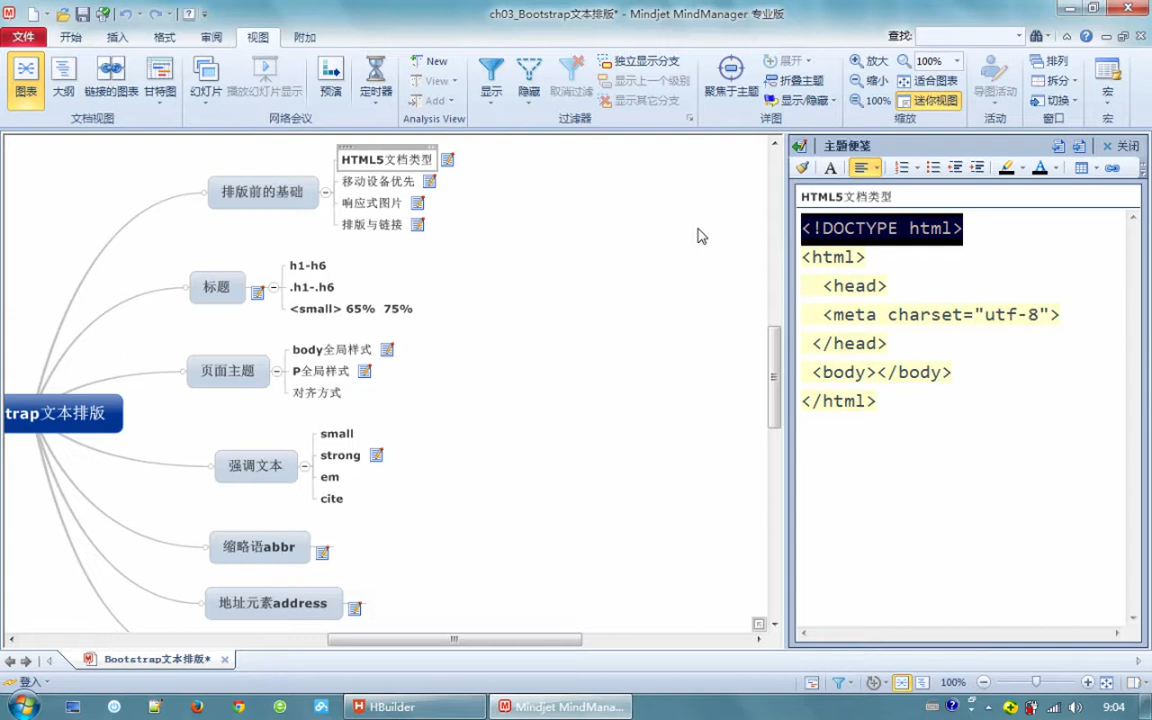 ch03_Bootstrap文本排版* - Mindjet MindManager 专业版
文件 开始 插入 格式 审阅 视图 附加 查找:
图表 大纲 链接的图表 甘特图
文档视图
幻灯片 播放幻灯片显示 预演
网络会议
定时器 New View Add
Analysis View
显示 隐藏 取消过滤 独立显示分支 显示上一个级别 显示其它分支
过滤器
聚焦于主题 展开 折叠主题 显示/隐藏
详图
放大 缩小 100% 100% 适合图表 迷你视图
缩放
导图活动
活动
排列 拆分 切换
窗口
宏
宏
排版前的基础
HTML5文档类型
移动设备优先
响应式图片
排版与链接
标题
h1-h6
.h1-.h6
<small> 65% 75%
页面主题
body全局样式
P全局样式
对齐方式
trap文本排版
强调文本
small
strong
em
cite
缩略语abbr
地址元素address
主题便笺 关闭
HTML5文档类型
<!DOCTYPE html>
<html>
<head>
<meta charset="utf-8">
</head>
<body></body>
</html>
Bootstrap文本排版*
登入 100%
HBuilder Mindjet MindMana... 9:04